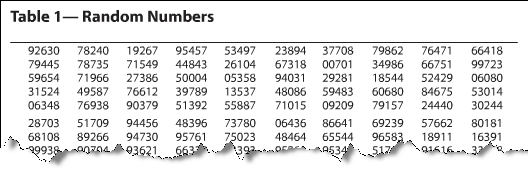 Table 1— Random Numbers
92630 78240 19267 95457 53497 23894 37708 79862 76471 66418
79445 78735 71549 44843 26104 67318 00701 34986 66751 99723
59654 71966 27386 50004 05358 94031 29281 18544 52429 06080
31524 49587 76612 39789 13537 48086 59483 60680 84675 53014
06348 76938 90379 51392 55887 71015 09209 79157 24440 30244
28703 51709 94456 48396 73780 06436 86641 69239 57662 80181
68108 89266 94730 95761 75023 48464 65544 96583 18911 16391